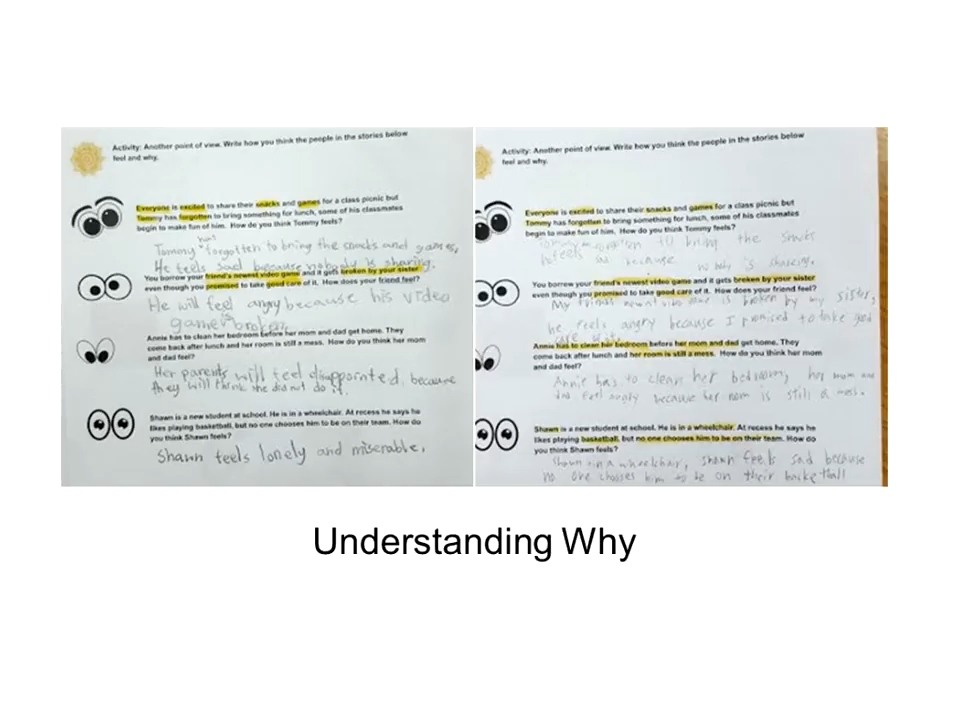 Activity: Another point of view. Write how you think the people in the stories below
feel and why.
Everyone is excited to share their snacks and games for a class picnic but
Tommy has forgotten to bring something for lunch, some of his classmates
begin to make fun of him. How do you think Tommy feels?
has
Tommy forgotten to bring the snacks and games,
He feels sad because nobody is sharing.
You borrow your friend's newest video game and it gets broken by your sister
even though you promised to take good care of it. How does your friend feel?
He will feel angry because his video
game is broken
Annie has to clean her bedroom before her mom and dad get home. They
come back after lunch and her room is still a mess. How do you think her mom
and dad feel?
Her parents will feel disappointed, because
they will think she did not do it.
Shawn is a new student at school. He is in a wheelchair. At recess he says he
likes playing basketball, but no one chooses him to be on their team. How do
you think Shawn feels?
Shawn feels lonely and miserable.
Activity: Another point of view. Write how you think the people in the stories below
feel and why.
Everyone is excited to share their snacks and games for a class picnic but
Tommy has forgotten to bring something for lunch, some of his classmates
begin to make fun of him. How do you think Tommy feels?
to bring the snacks
because is sharing.
You borrow your friend's newest video game and it gets broken by your sister
even though you promised to take good care of it. How does your friend feel?
My is broken by my sister,
he feels angry because I promised to take good
care
Annie has to clean her bedroom before her mom and dad get home. They
come back after lunch and her room is still a mess. How do you think her mom
and dad feel?
Annie has to clean her bedroom, her mom and
dad feel angry because her room is still a mess.
Shawn is a new student at school. He is in a wheelchair. At recess he says he
likes playing basketball, but no one chooses him to be on their team. How do
you think Shawn feels?
Shawn in a wheelchair, Shawn feels sad because
no one chooses him to be on their basketball
Understanding Why